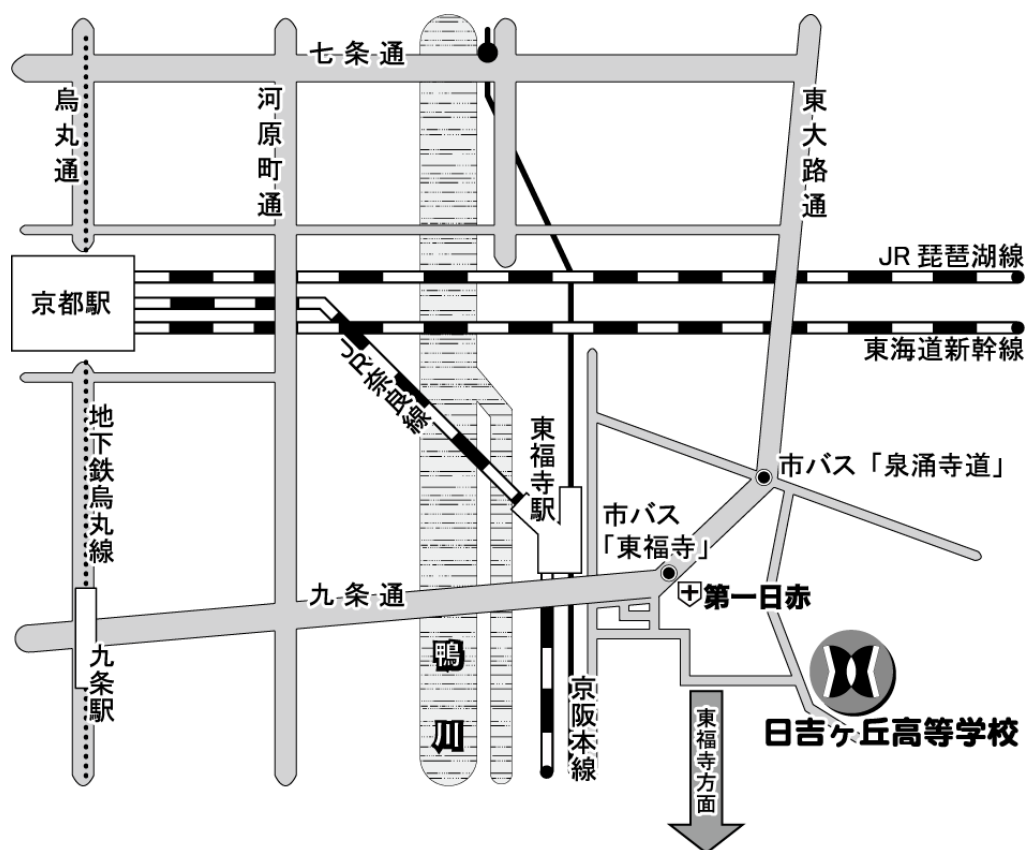 七条通
烏丸通
河原町通
東大路通
JR琵琶湖線
京都駅
東海道新幹線
JR奈良線
地下鉄烏丸線
東福寺駅
市バス「泉涌寺道」
市バス
「東福寺」
九条通
第一日赤
九条駅
鴨川
京阪本線
日吉ヶ丘高等学校
東福寺方面